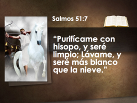 Salmos 51:7
"Purifícame con
hisopo, y seré
limpio; Lávame, y
seré más blanco
que la nieve."